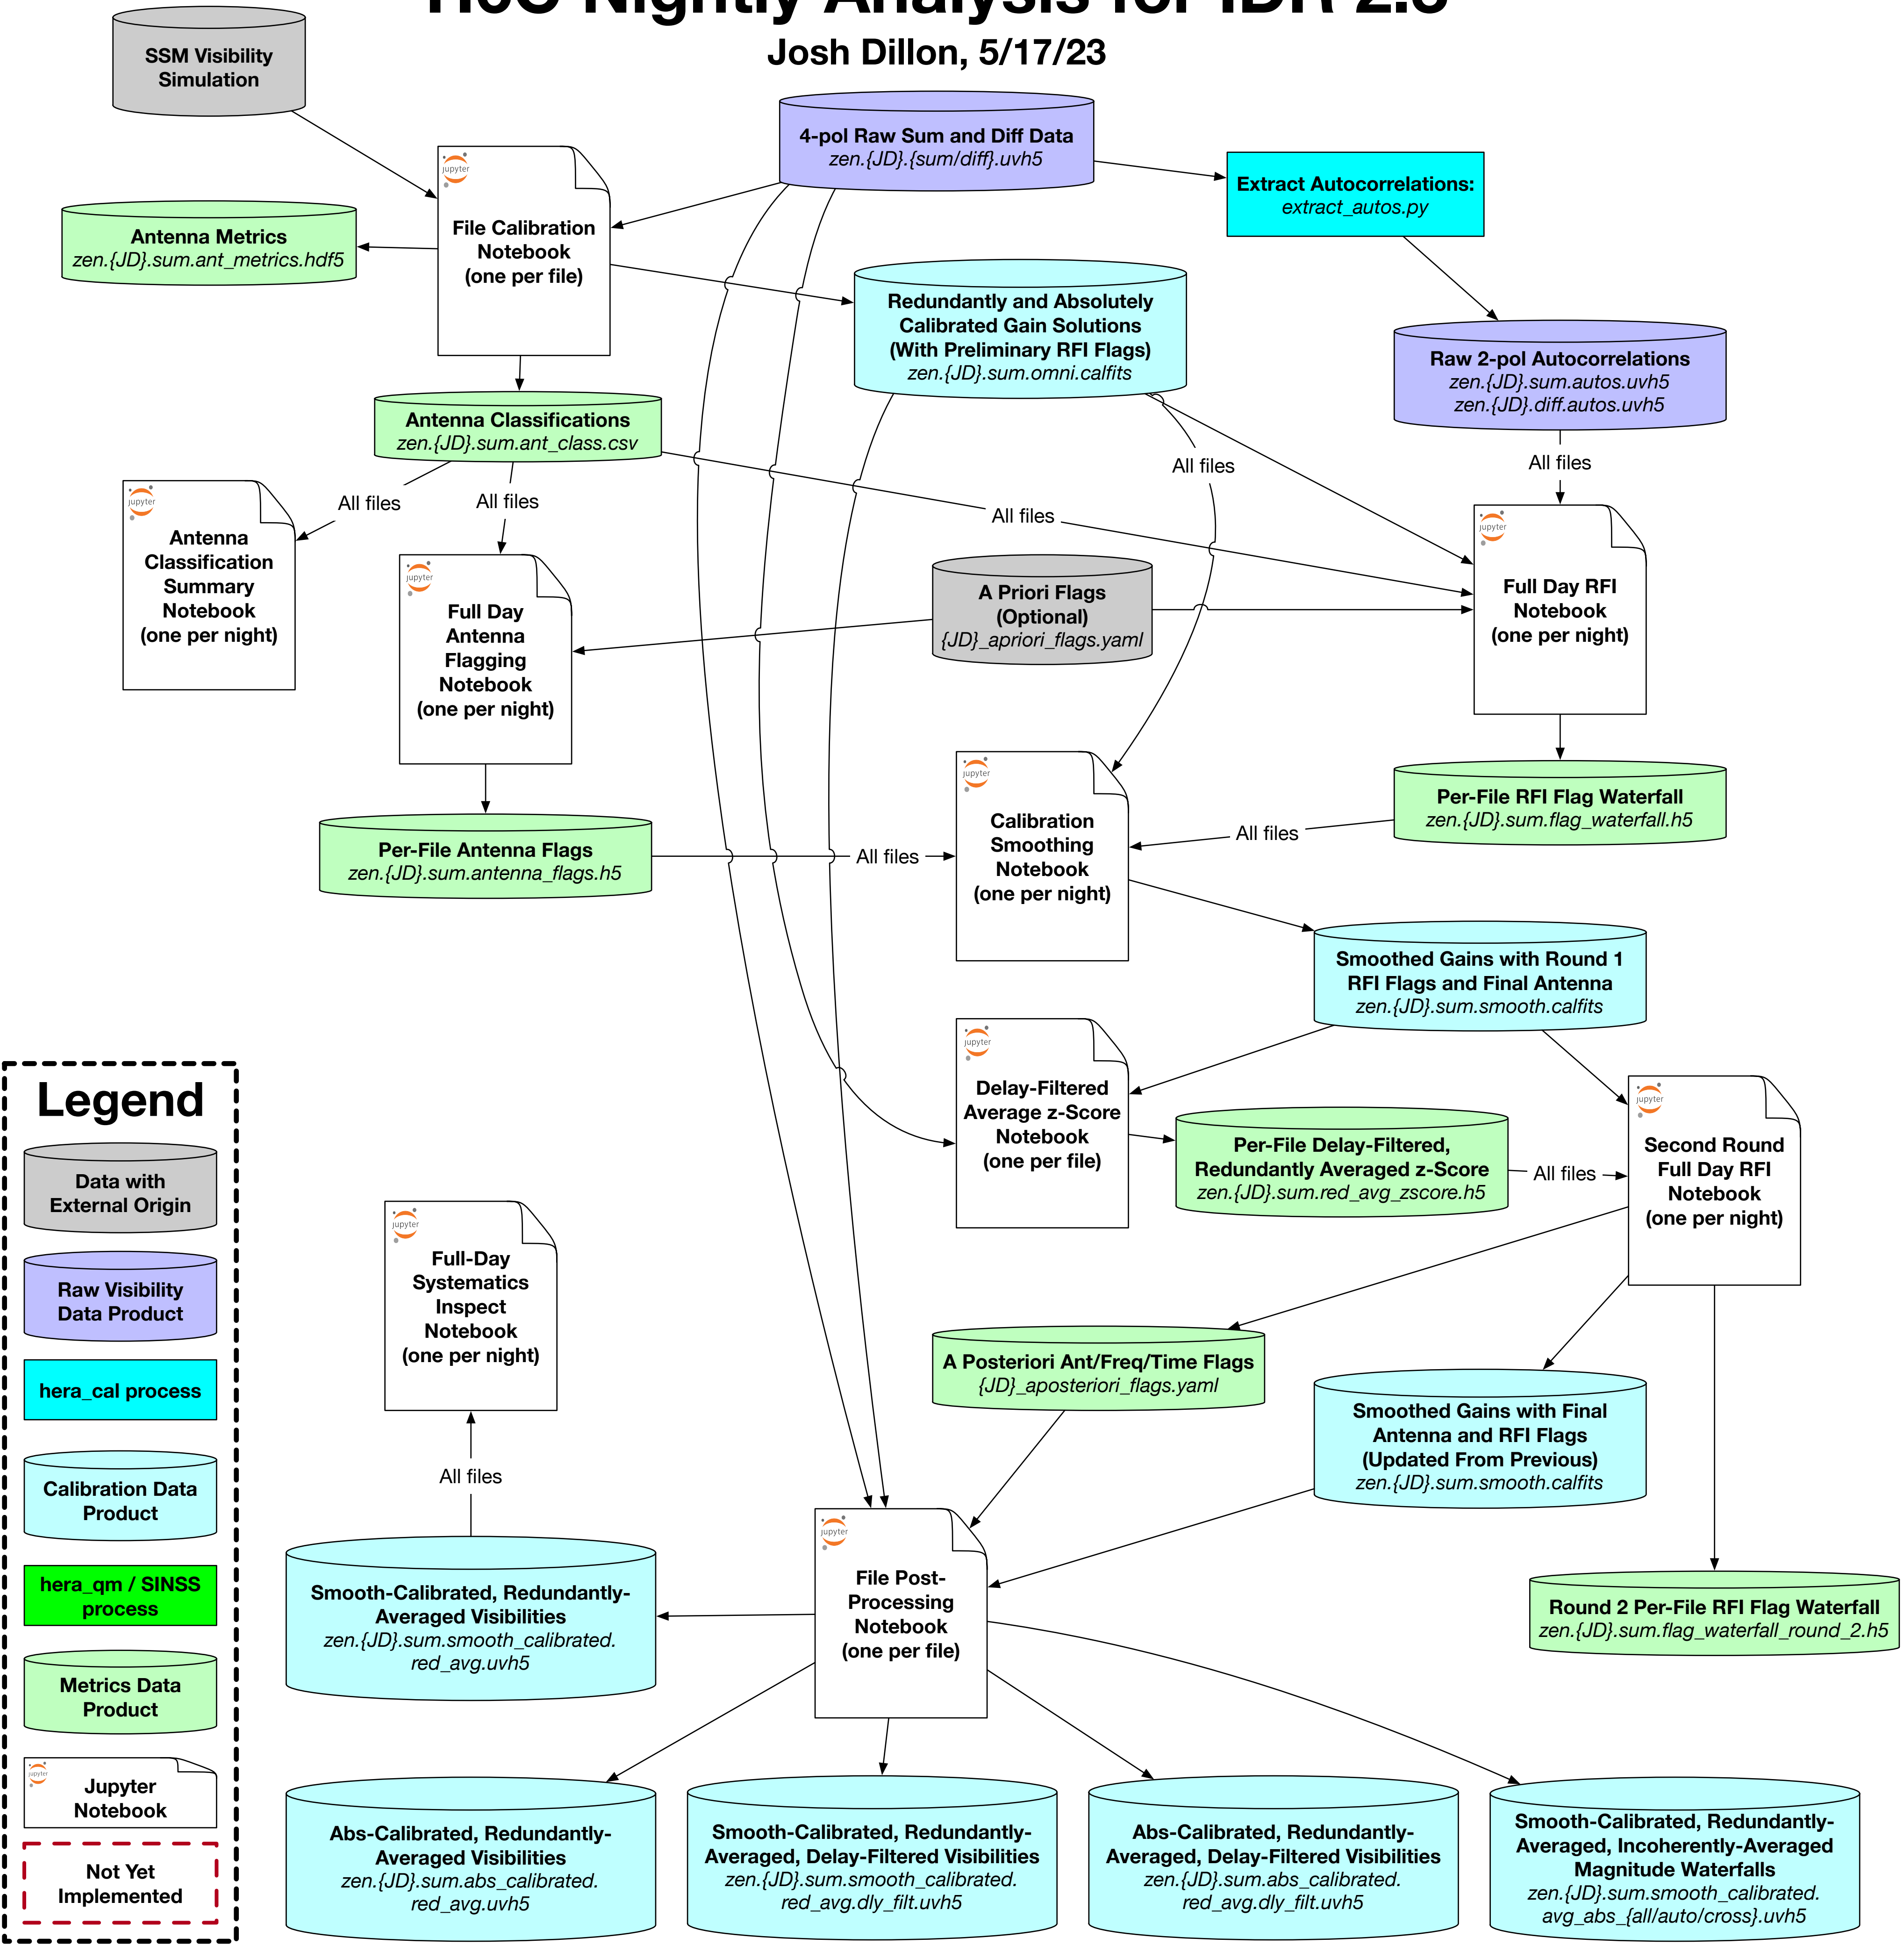 H6C Nightly Analysis for IDR 2.3
Josh Dillon, 5/17/23
SSM Visibility
Simulation
4-pol Raw Sum and Diff Data
zen.{JD}.{sum/diff}.uvh5
Extract Autocorrelations:
extract_autos.py
jupyter
File Calibration
Notebook
(one per file)
Antenna Metrics
zen.{JD}.sum.ant_metrics.hdf5
Redundantly and Absolutely
Calibrated Gain Solutions
(With Preliminary RFI Flags)
zen.{JD}.sum.omni.calfits
Raw 2-pol Autocorrelations
zen.{JD}.sum.autos.uvh5
zen.{JD}.diff.autos.uvh5
Antenna Classifications
zen.{JD}.sum.ant_class.csv
All files
All files
All files
All files
All files
jupyter
Antenna
Classification
Summary
Notebook
(one per night)
jupyter
Full Day
Antenna
Flagging
Notebook
(one per night)
A Priori Flags
(Optional)
{JD}_apriori_flags.yaml
jupyter
Full Day RFI
Notebook
(one per night)
Per-File Antenna Flags
zen.{JD}.sum.antenna_flags.h5
All files
jupyter
Calibration
Smoothing
Notebook
(one per night)
All files
Per-File RFI Flag Waterfall
zen.{JD}.sum.flag_waterfall.h5
Smoothed Gains with Round 1
RFI Flags and Final Antenna
zen.{JD}.sum.smooth.calfits
jupyter
Delay-Filtered
Average z-Score
Notebook
(one per file)
Per-File Delay-Filtered,
Redundantly Averaged z-Score
zen.{JD}.sum.red_avg_zscore.h5
All files
jupyter
Second Round
Full Day RFI
Notebook
(one per night)
jupyter
Full-Day
Systematics
Inspect
Notebook
(one per night)
All files
A Posteriori Ant/Freq/Time Flags
{JD}_aposteriori_flags.yaml
Smoothed Gains with Final
Antenna and RFI Flags
(Updated From Previous)
zen.{JD}.sum.smooth.calfits
Round 2 Per-File RFI Flag Waterfall
zen.{JD}.sum.flag_waterfall_round_2.h5
jupyter
File Post-
Processing
Notebook
(one per file)
Smooth-Calibrated, Redundantly-
Averaged Visibilities
zen.{JD}.sum.smooth_calibrated.
red_avg.uvh5
Abs-Calibrated, Redundantly-
Averaged Visibilities
zen.{JD}.sum.abs_calibrated.
red_avg.uvh5
Smooth-Calibrated, Redundantly-
Averaged, Delay-Filtered Visibilities
zen.{JD}.sum.smooth_calibrated.
red_avg.dly_filt.uvh5
Abs-Calibrated, Redundantly-
Averaged, Delay-Filtered Visibilities
zen.{JD}.sum.abs_calibrated.
red_avg.dly_filt.uvh5
Smooth-Calibrated, Redundantly-
Averaged, Incoherently-Averaged
Magnitude Waterfalls
zen.{JD}.sum.smooth_calibrated.
avg_abs_{all/auto/cross}.uvh5
Legend
Data with
External Origin
Raw Visibility
Data Product
hera_cal process
Calibration Data
Product
hera_qm / SINSS
process
Metrics Data
Product
jupyter
Jupyter
Notebook
Not Yet
Implemented